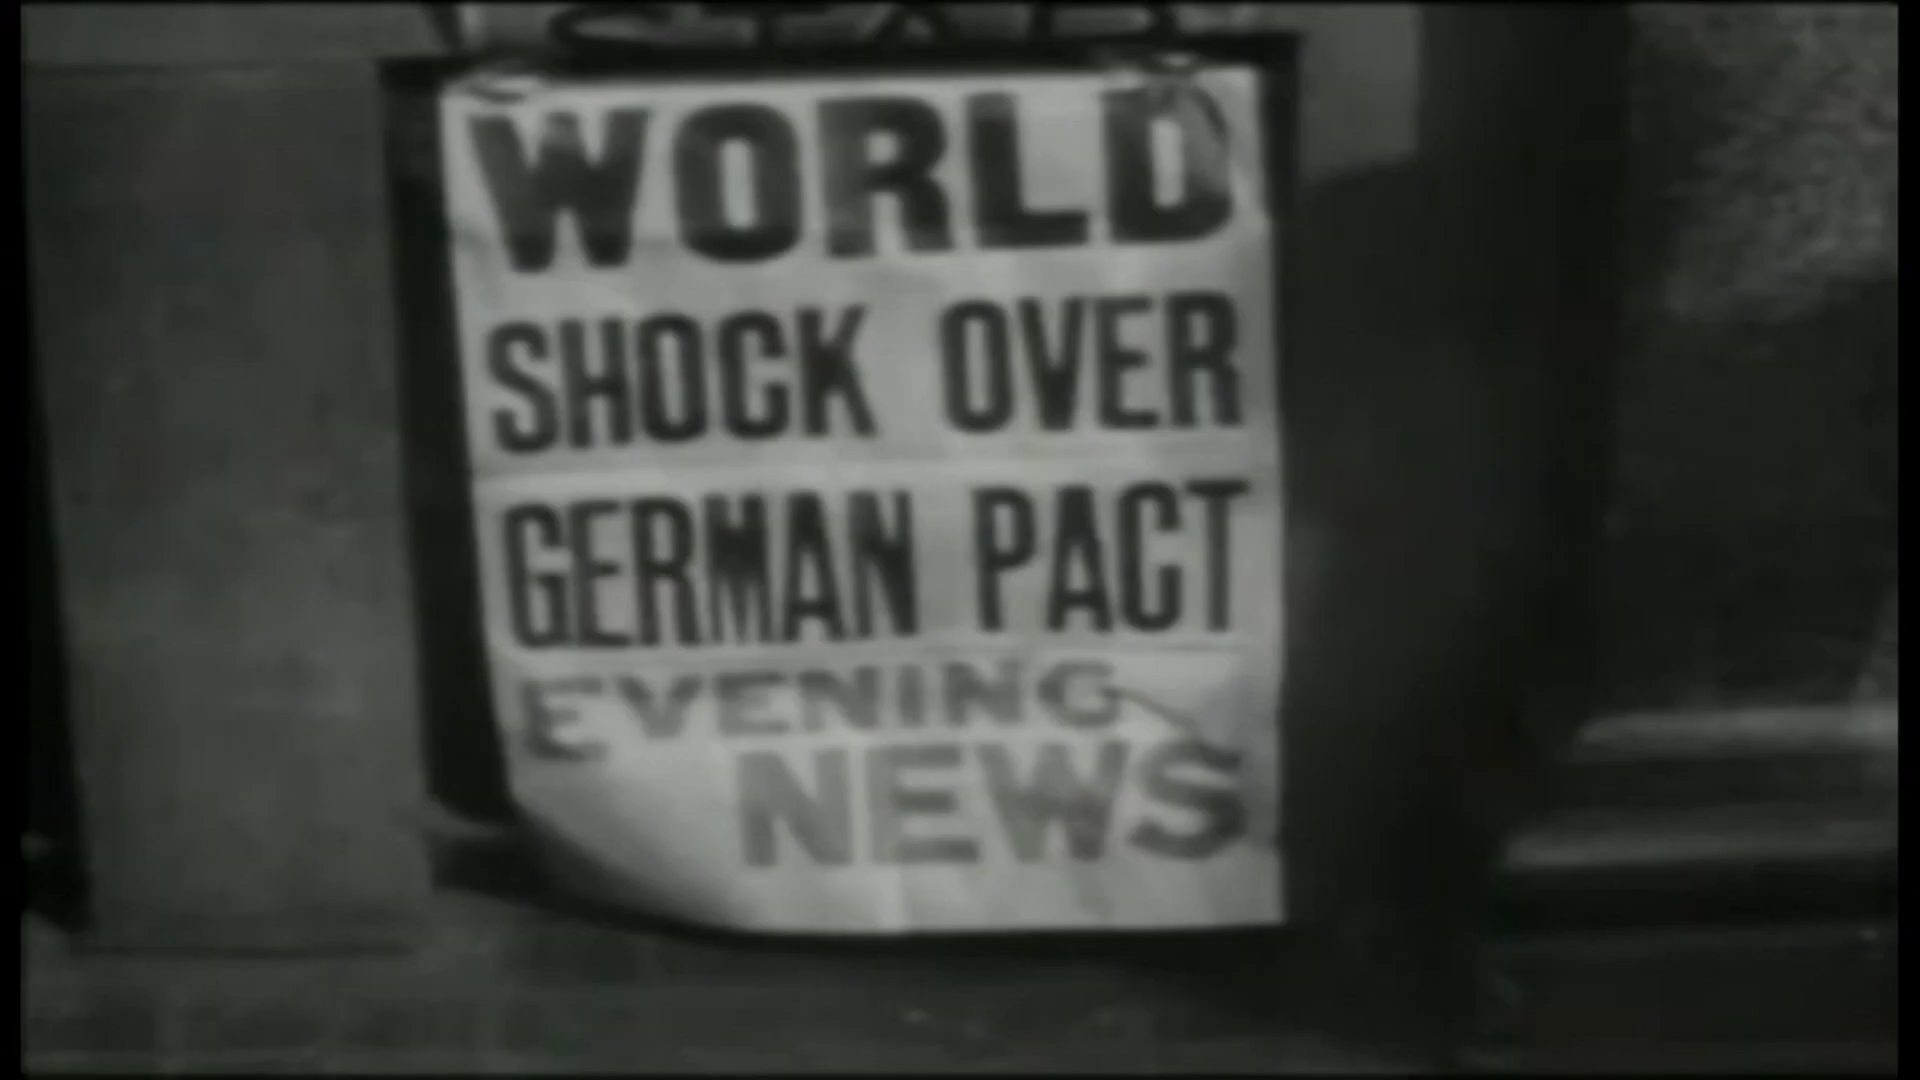 WORLD
SHOCK OVER
GERMAN PACT
EVENING
NEWS